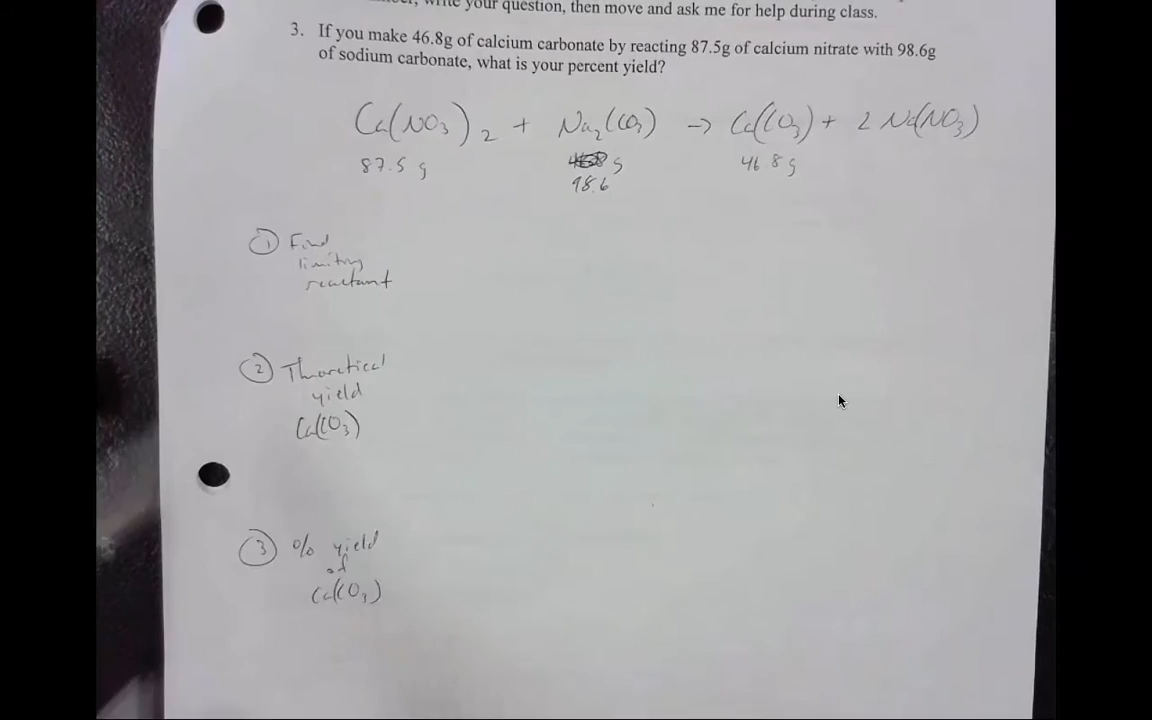 write your question, then move and ask me for help during class.
3. If you make 46.8g of calcium carbonate by reacting 87.5g of calcium nitrate with 98.6g
of sodium carbonate, what is your percent yield?
Ca(NO3)2 + Na2(CO3) → Ca(CO3) + 2 Na(NO3)
87.5 g g 46.8 g
98.6
① Find
limiting
reactant
② Theoretical
yield
Ca(CO3)
③ % yield
of
Ca(CO3)